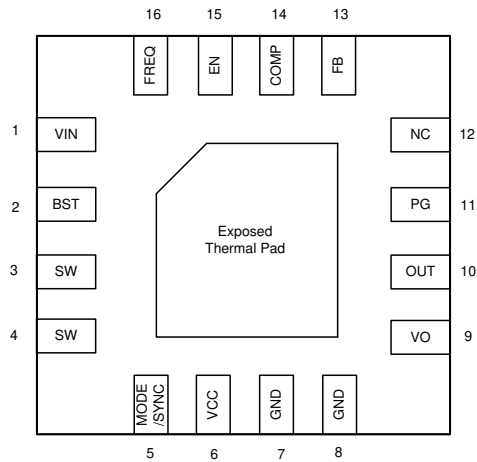 16 15 14 13
FREQ EN COMP FB
1 VIN NC 12
2 BST PG 11
Exposed
Thermal Pad
3 SW OUT 10
4 SW VO 9
MODE
/SYNC VCC GND GND
5 6 7 8